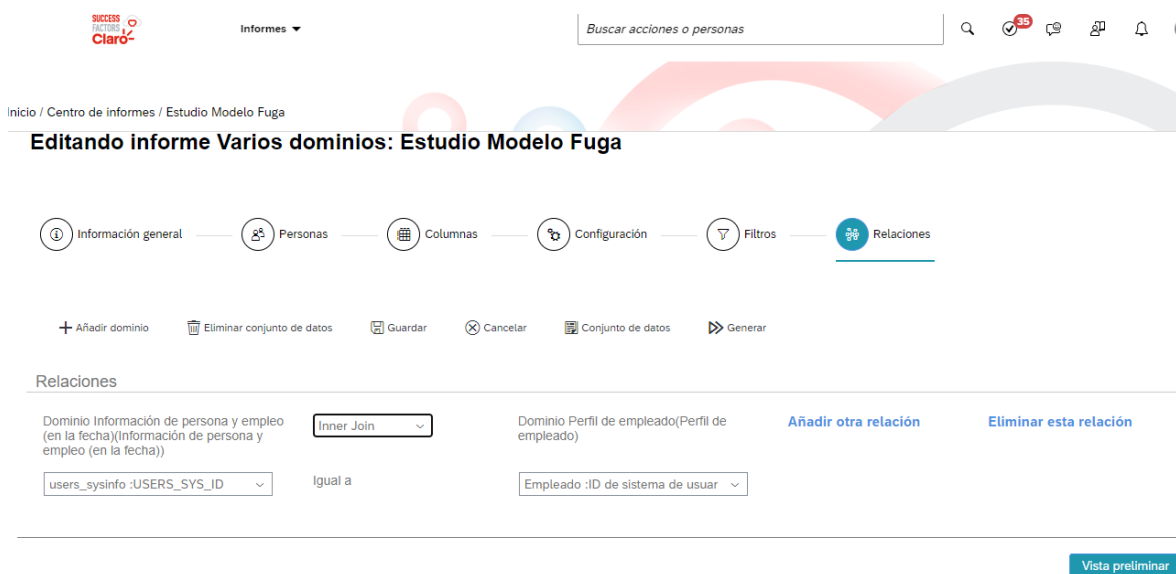 SUCCESS
FACTORS
Claro-
Informes
Buscar acciones o personas
35
Inicio / Centro de informes / Estudio Modelo Fuga
Editando informe Varios dominios: Estudio Modelo Fuga
Información general
Personas
Columnas
Configuración
Filtros
Relaciones
Añadir dominio
Eliminar conjunto de datos
Guardar
Cancelar
Conjunto de datos
Generar
Relaciones
Dominio Información de persona y empleo
(en la fecha)(Información de persona y
empleo (en la fecha))
Inner Join
Dominio Perfil de empleado(Perfil de
empleado)
Añadir otra relación
Eliminar esta relación
users_sysinfo :USERS_SYS_ID
Igual a
Empleado :ID de sistema de usuar
Vista preliminar